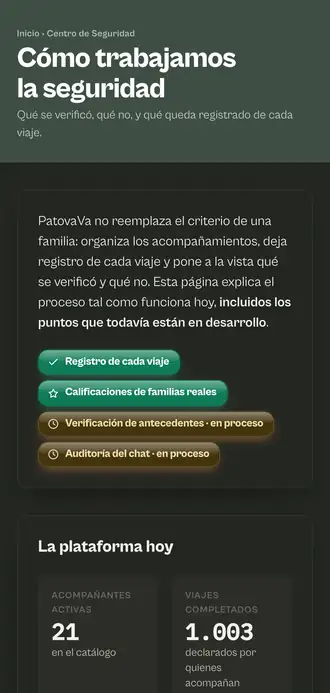 Inicio › Centro de Seguridad
Cómo trabajamos
la seguridad
Qué se verificó, qué no, y qué queda registrado de cada
viaje.
PatovaVa no reemplaza el criterio de una
familia: organiza los acompañamientos, deja
registro de cada viaje y pone a la vista qué
se verificó y qué no. Esta página explica el
proceso tal como funciona hoy, incluidos los
puntos que todavía están en desarrollo.
Registro de cada viaje
Calificaciones de familias reales
Verificación de antecedentes · en proceso
Auditoría del chat · en proceso
La plataforma hoy
ACOMPAÑANTES
ACTIVAS
21
en el catálogo
VIAJES
COMPLETADOS
1.003
declarados por
quienes
acompañan